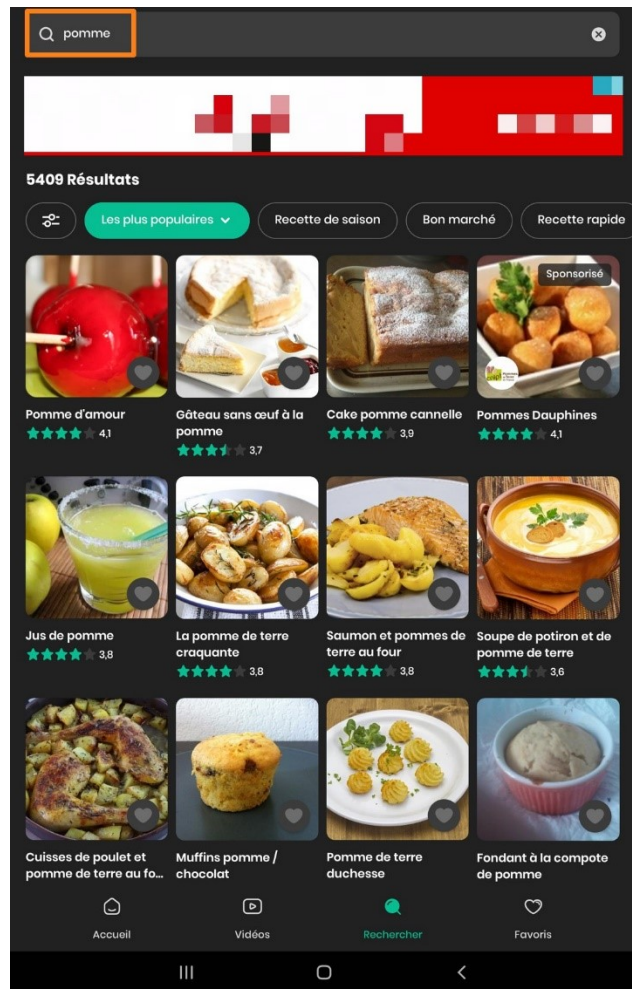 pomme
5409 Résultats
Les plus populaires
Recette de saison
Bon marché
Recette rapide
Sponsorisé
Pomme d'amour
4,1
Gâteau sans œuf à la
pomme
3,7
Cake pomme cannelle
3,9
Pommes Dauphines
4,1
Jus de pomme
3,8
La pomme de terre
craquante
3,8
Saumon et pommes de
terre au four
3,8
Soupe de potiron et de
pomme de terre
3,6
Cuisses de poulet et
pomme de terre au fo...
Muffins pomme /
chocolat
Pomme de terre
duchesse
Fondant à la compote
de pomme
Accueil
Vidéos
Rechercher
Favoris